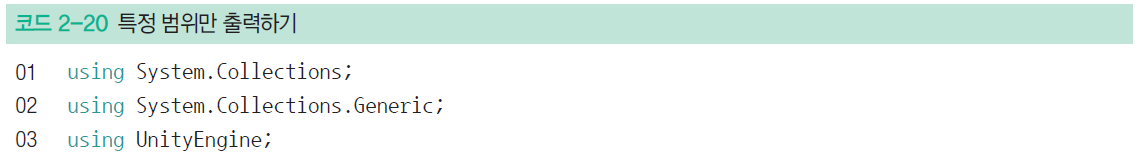 코드 2-20 특정 범위만 출력하기
01 using System.Collections;
02 using System.Collections.Generic;
03 using UnityEngine;